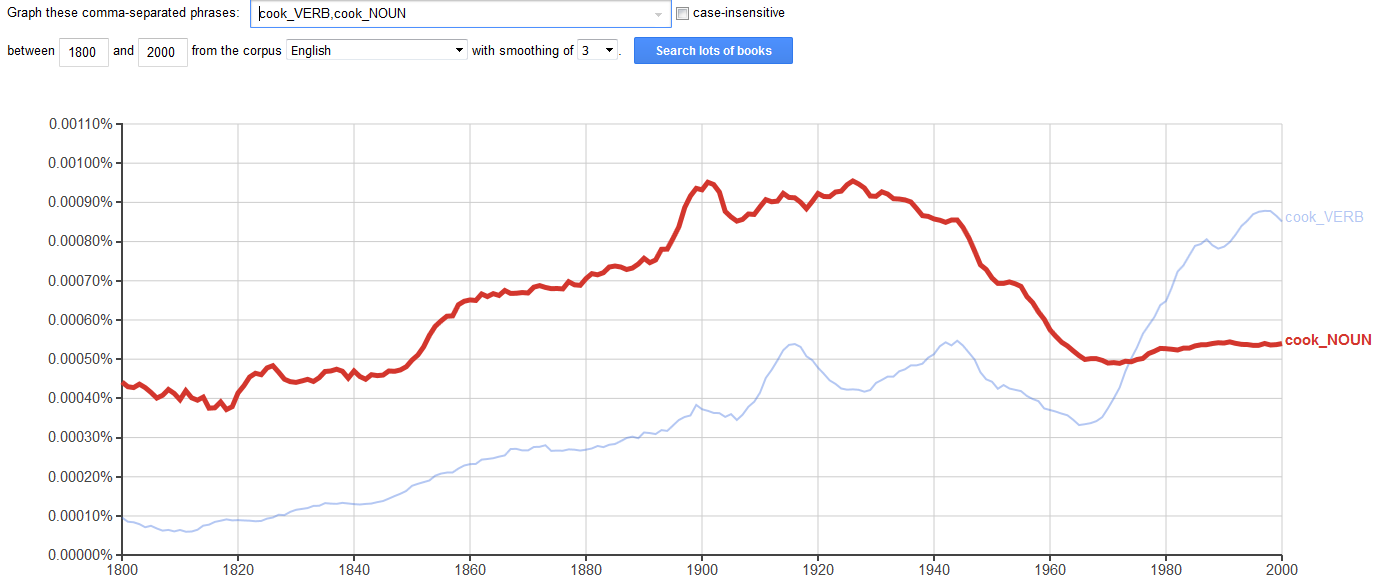 Graph these comma-separated phrases: cook_VERB,cook_NOUN case-insensitive
between 1800 and 2000 from the corpus English with smoothing of 3 . Search lots of books
0.00110%
0.00100%
0.00090%
0.00080%
cook_VERB
0.00070%
0.00060%
0.00050%
cook_NOUN
0.00040%
0.00030%
0.00020%
0.00010%
0.00000%
1800 1820 1840 1860 1880 1900 1920 1940 1960 1980 2000